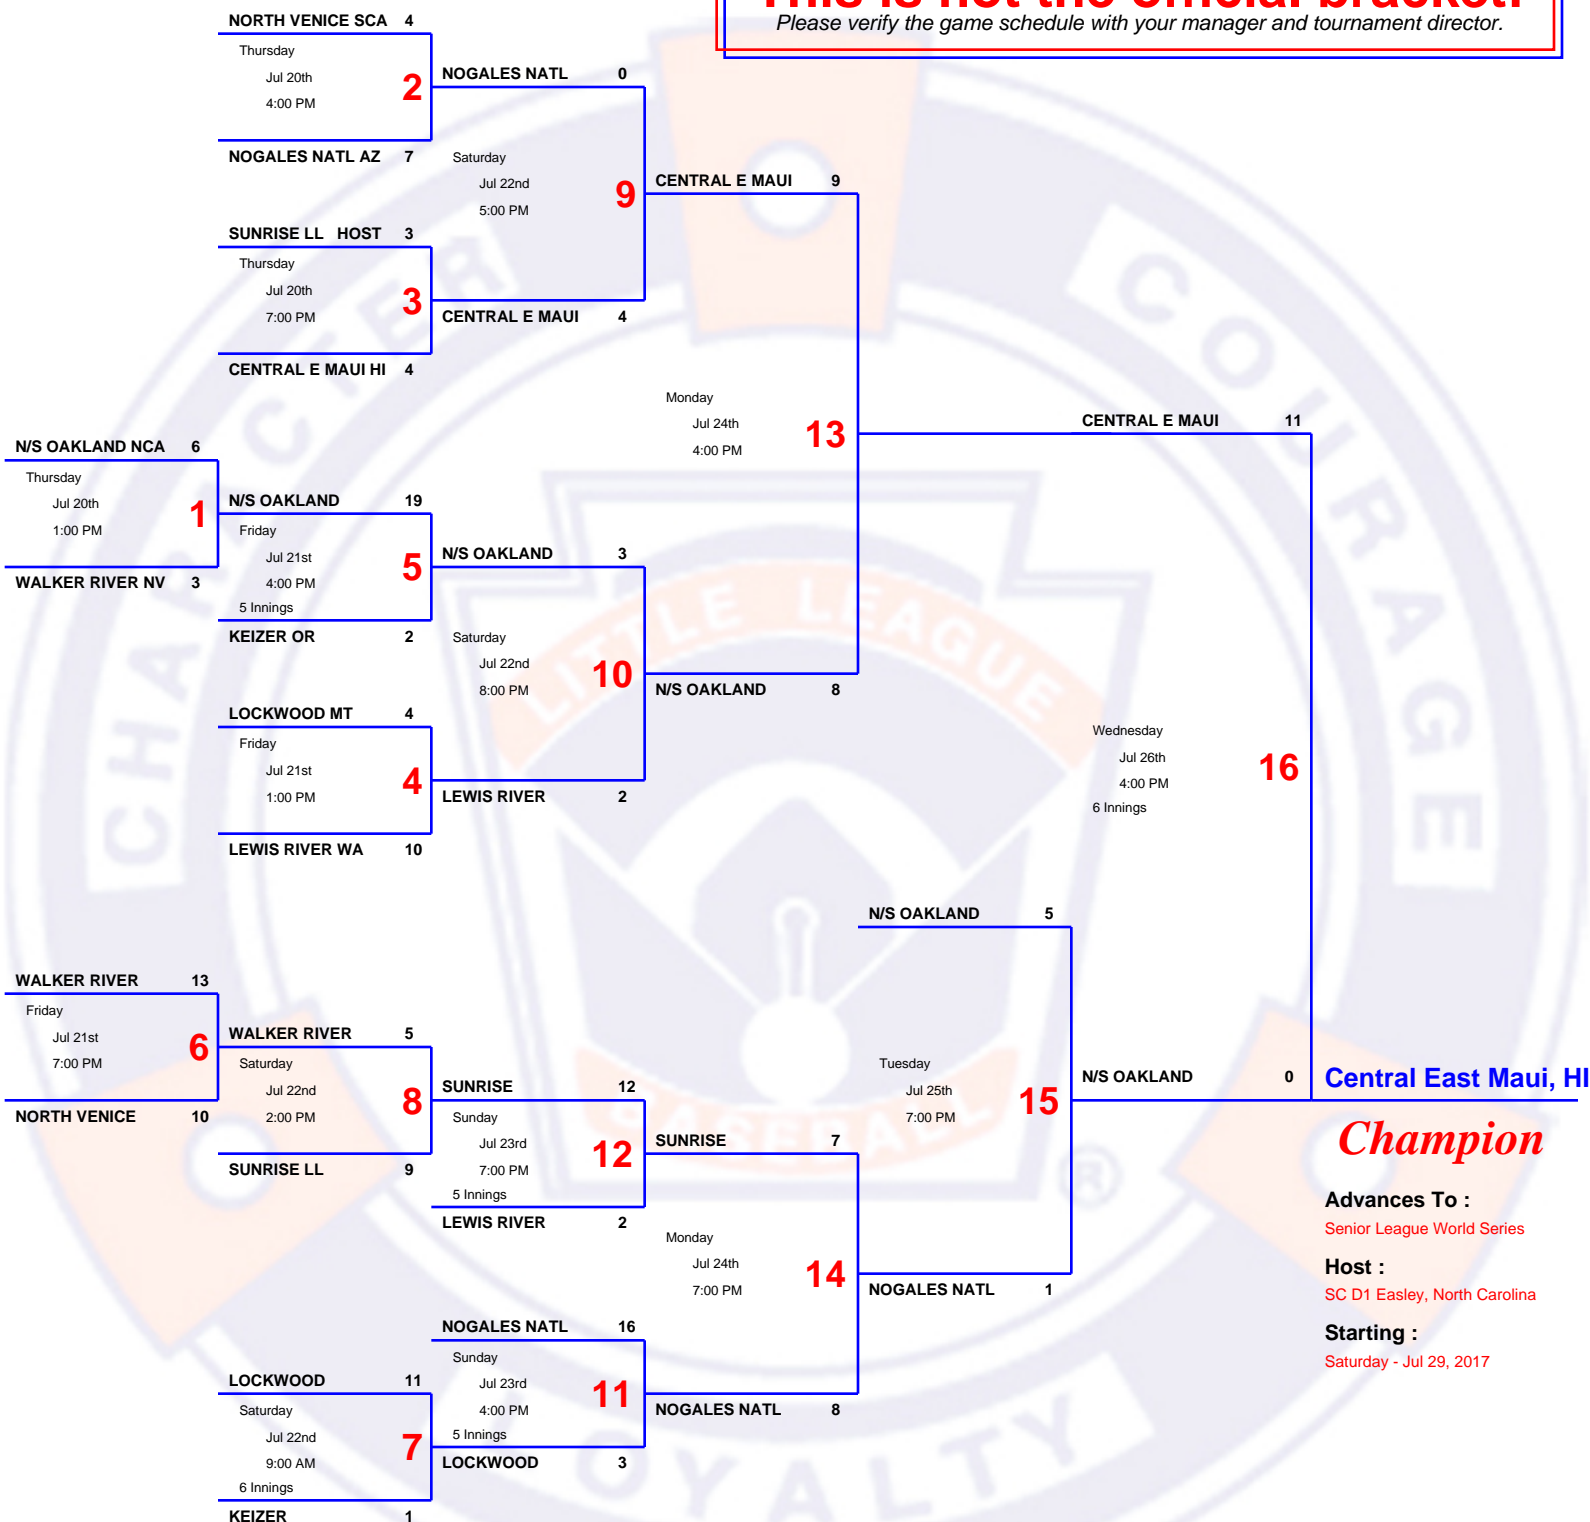 This is not the official bracket.
Please verify the game schedule with your manager and tournament director.
NORTH VENICE SCA 4
Thursday
Jul 20th
4:00 PM
2
NOGALES NATL AZ 7
NOGALES NATL 0
Saturday
Jul 22nd
5:00 PM
9
SUNRISE LL HOST 3
Thursday
Jul 20th
7:00 PM
3
CENTRAL E MAUI HI 4
CENTRAL E MAUI 4
CENTRAL E MAUI 9
Monday
Jul 24th
4:00 PM
13
N/S OAKLAND NCA 6
Thursday
Jul 20th
1:00 PM
1
WALKER RIVER NV 3
N/S OAKLAND 19
Friday
Jul 21st
4:00 PM
5 Innings
5
KEIZER OR 2
N/S OAKLAND 3
Saturday
Jul 22nd
8:00 PM
10
LOCKWOOD MT 4
Friday
Jul 21st
1:00 PM
4
LEWIS RIVER WA 10
LEWIS RIVER 2
N/S OAKLAND 8
CENTRAL E MAUI 11
Wednesday
Jul 26th
4:00 PM
6 Innings
16
WALKER RIVER 13
Friday
Jul 21st
7:00 PM
6
NORTH VENICE 10
WALKER RIVER 5
Saturday
Jul 22nd
2:00 PM
8
SUNRISE LL 9
SUNRISE 12
Sunday
Jul 23rd
7:00 PM
5 Innings
12
LEWIS RIVER 2
SUNRISE 7
Monday
Jul 24th
7:00 PM
14
LOCKWOOD 11
Saturday
Jul 22nd
9:00 AM
6 Innings
7
KEIZER 1
NOGALES NATL 16
Sunday
Jul 23rd
4:00 PM
5 Innings
11
LOCKWOOD 3
NOGALES NATL 8
N/S OAKLAND 5
Tuesday
Jul 25th
7:00 PM
15
NOGALES NATL 1
N/S OAKLAND 0
Central East Maui, HI
Champion
Advances To :
Senior League World Series
Host :
SC D1 Easley, North Carolina
Starting :
Saturday - Jul 29, 2017
CHARACTER
COURAGE
LOYALTY
LITTLE LEAGUE
BASEBALL
®